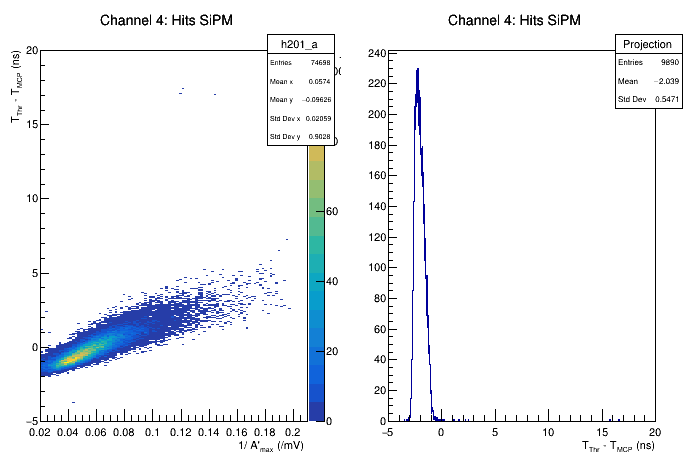 Channel 4: Hits SiPM
h201_a
Entries 74698
Mean x 0.0574
Mean y −0.09626
Std Dev x 0.02059
Std Dev y 0.9028
T_Thr - T_MCP (ns)
20
15
10
5
0
−5
0.02 0.04 0.06 0.08 0.1 0.12 0.14 0.16 0.18 0.2
1/ A'_max (/mV)
60
40
20
0
Channel 4: Hits SiPM
Projection
Entries 9890
Mean −2.039
Std Dev 0.5471
240
220
200
180
160
140
120
100
80
60
40
20
0
−5 0 5 10 15 20
T_Thr - T_MCP (ns)